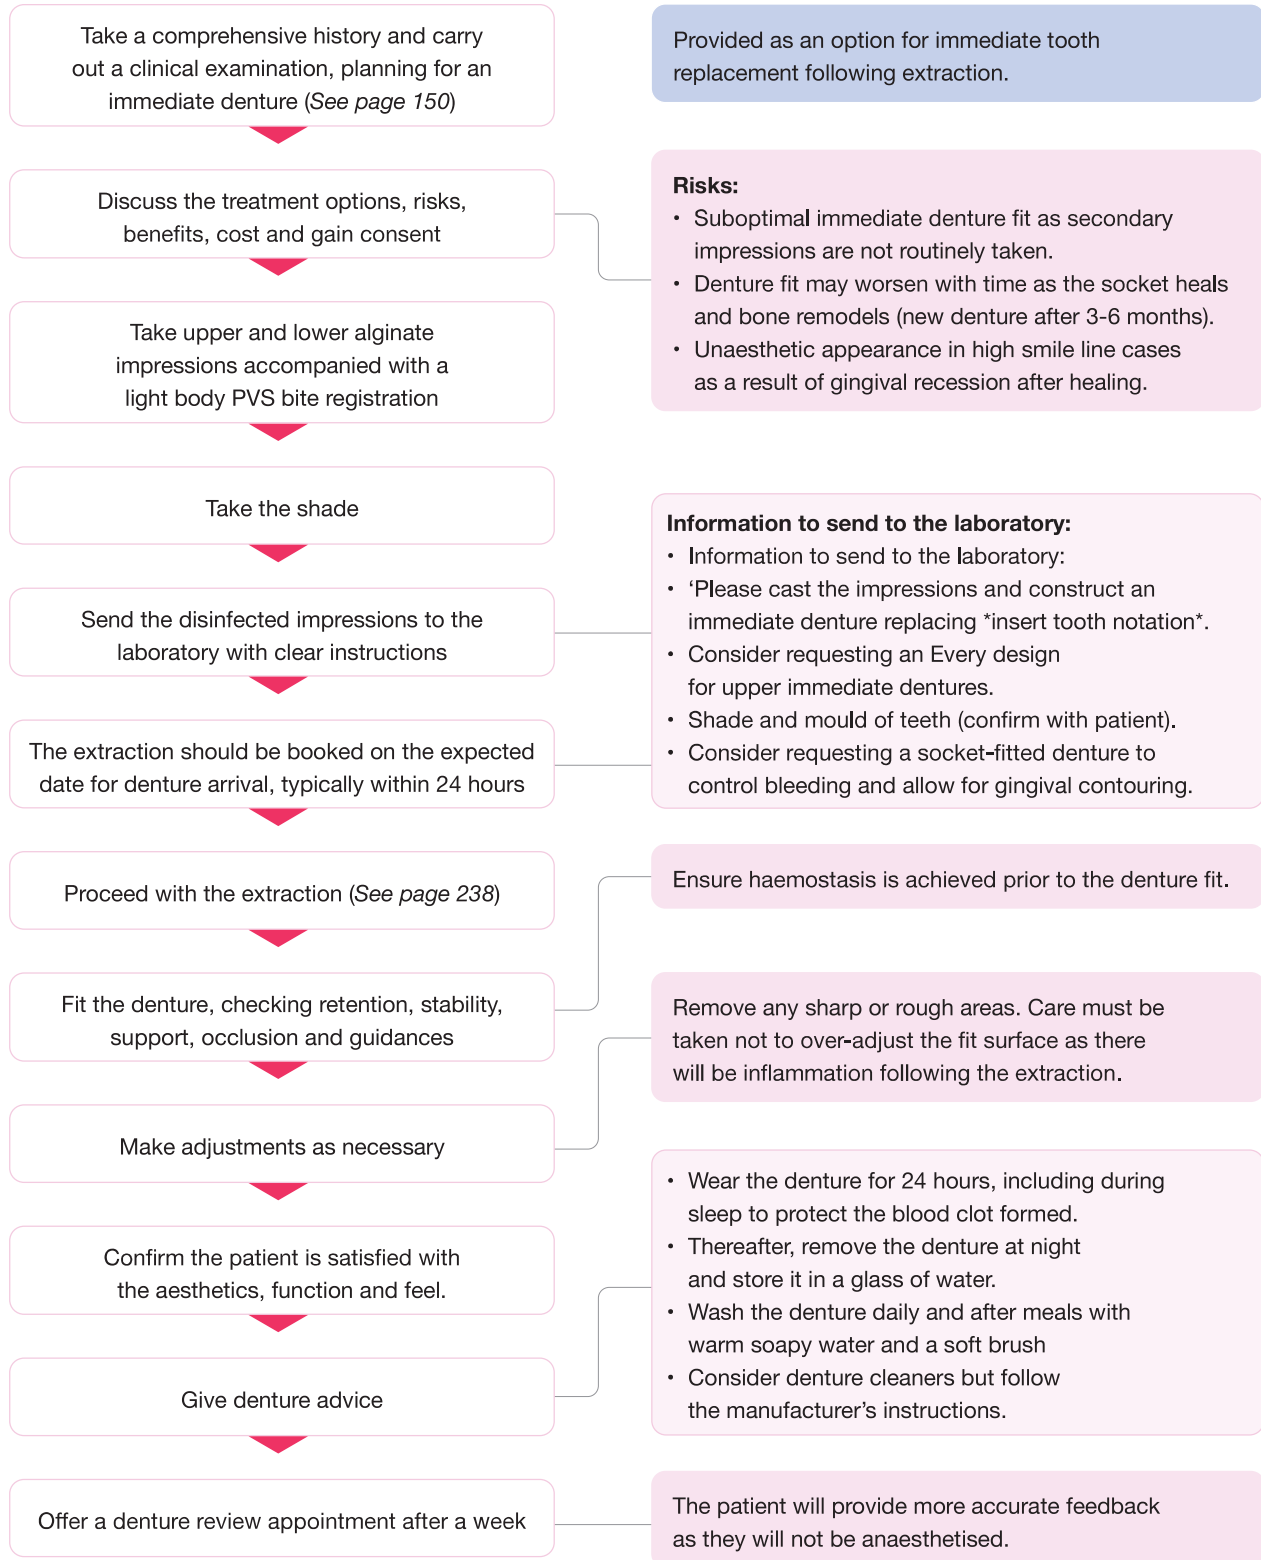 Take a comprehensive history and carry
out a clinical examination, planning for an
immediate denture (See page 150)
Provided as an option for immediate tooth
replacement following extraction.
Discuss the treatment options, risks,
benefits, cost and gain consent
Risks:
• Suboptimal immediate denture fit as secondary
impressions are not routinely taken.
• Denture fit may worsen with time as the socket heals
and bone remodels (new denture after 3-6 months).
• Unaesthetic appearance in high smile line cases
as a result of gingival recession after healing.
Take upper and lower alginate
impressions accompanied with a
light body PVS bite registration
Take the shade
Send the disinfected impressions to the
laboratory with clear instructions
Information to send to the laboratory:
• Information to send to the laboratory:
• ‘Please cast the impressions and construct an
immediate denture replacing *insert tooth notation*.
• Consider requesting an Every design
for upper immediate dentures.
• Shade and mould of teeth (confirm with patient).
• Consider requesting a socket-fitted denture to
control bleeding and allow for gingival contouring.
The extraction should be booked on the expected
date for denture arrival, typically within 24 hours
Proceed with the extraction (See page 238)
Ensure haemostasis is achieved prior to the denture fit.
Fit the denture, checking retention, stability,
support, occlusion and guidances
Remove any sharp or rough areas. Care must be
taken not to over-adjust the fit surface as there
will be inflammation following the extraction.
Make adjustments as necessary
Confirm the patient is satisfied with
the aesthetics, function and feel.
Give denture advice
• Wear the denture for 24 hours, including during
sleep to protect the blood clot formed.
• Thereafter, remove the denture at night
and store it in a glass of water.
• Wash the denture daily and after meals with
warm soapy water and a soft brush
• Consider denture cleaners but follow
the manufacturer’s instructions.
Offer a denture review appointment after a week
The patient will provide more accurate feedback
as they will not be anaesthetised.